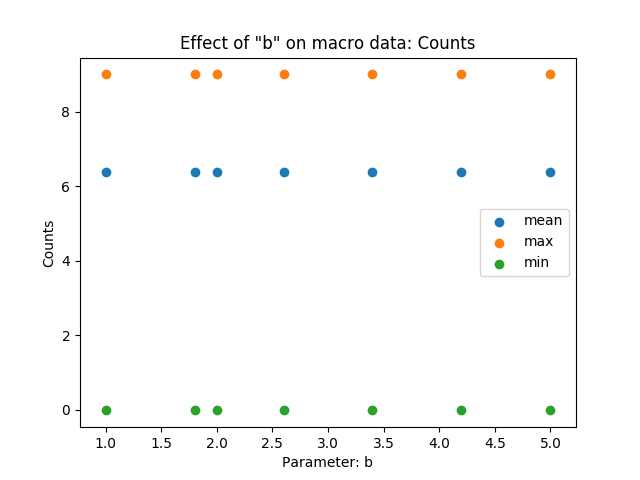 Effect of "b" on macro data: Counts
Counts
8
6
4
2
0
mean
max
min
1.0 1.5 2.0 2.5 3.0 3.5 4.0 4.5 5.0
Parameter: b